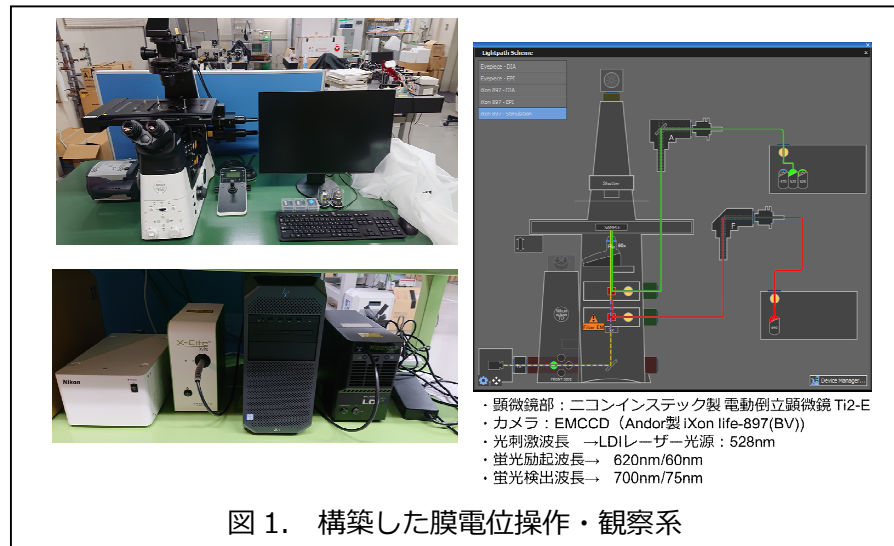 Nikon
X-Cite
LDI
Lightpath Scheme
Eyepiece - DIA
Eyepiece - EPI
iXon 897 - DIA
iXon 897 - EPI
iXon 897 - Stimulation
A
F
FRONT SIDE
Device Manager...
・顕微鏡部：ニコンインステック製 電動倒立顕微鏡 Ti2-E
・カメラ：EMCCD（Andor製 iXon life-897(BV))
・光刺激波長　→LDIレーザー光源：528nm
・蛍光励起波長→　620nm/60nm
・蛍光検出波長→　700nm/75nm
図 1.　構築した膜電位操作・観察系